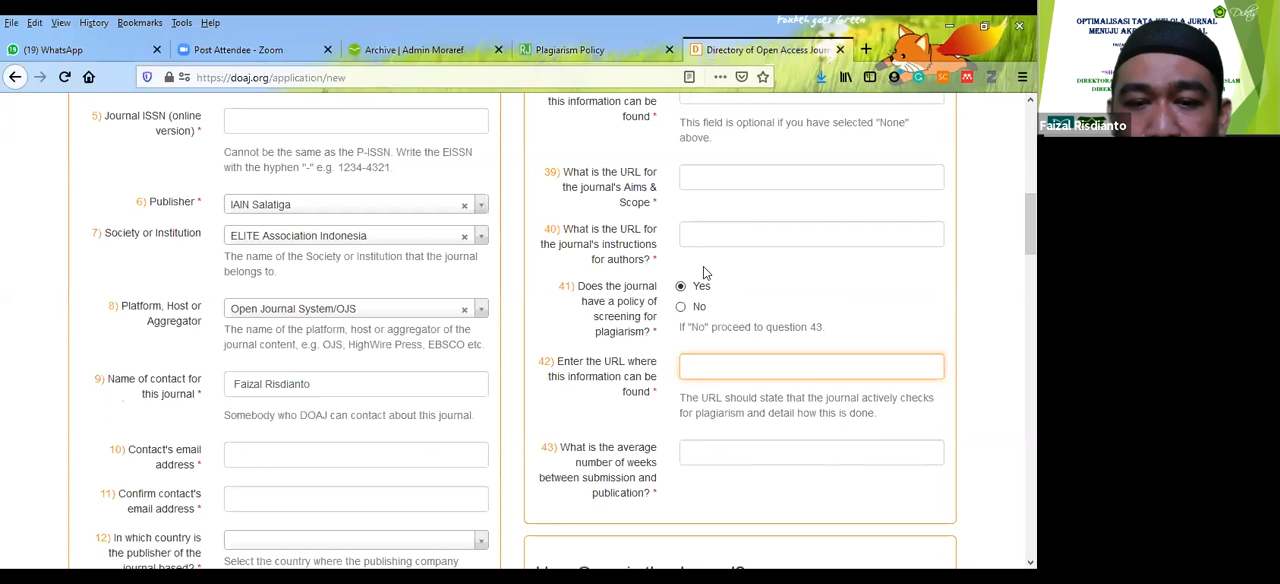 File Edit View History Bookmarks Tools Help
(19) WhatsApp
Post Attendee - Zoom
Archive | Admin Moraref
Plagiarism Policy
Directory of Open Access Jour
https://doaj.org/application/new
5) Journal ISSN (online
version) *
Cannot be the same as the P-ISSN. Write the EISSN
with the hyphen "-" e.g. 1234-4321.
6) Publisher *
IAIN Salatiga
7) Society or Institution
ELITE Association Indonesia
The name of the Society or Institution that the journal
belongs to.
8) Platform, Host or
Aggregator
Open Journal System/OJS
The name of the platform, host or aggregator of the
journal content, e.g. OJS, HighWire Press, EBSCO etc.
9) Name of contact for
this journal *
Faizal Risdianto
Somebody who DOAJ can contact about this journal.
10) Contact's email
address *
11) Confirm contact's
email address *
12) In which country is
the publisher of the
journal based? *
Select the country where the publishing company
this information can be
found *
This field is optional if you have selected "None"
above.
39) What is the URL for
the journal's Aims &
Scope *
40) What is the URL for
the journal's instructions
for authors? *
41) Does the journal
have a policy of
screening for
plagiarism? *
Yes
No
If "No" proceed to question 43.
42) Enter the URL where
this information can be
found *
The URL should state that the journal actively checks
for plagiarism and detail how this is done.
43) What is the average
number of weeks
between submission and
publication? *
OPTIMALISASI TATA KELOLA JURNAL
Faizal Risdianto